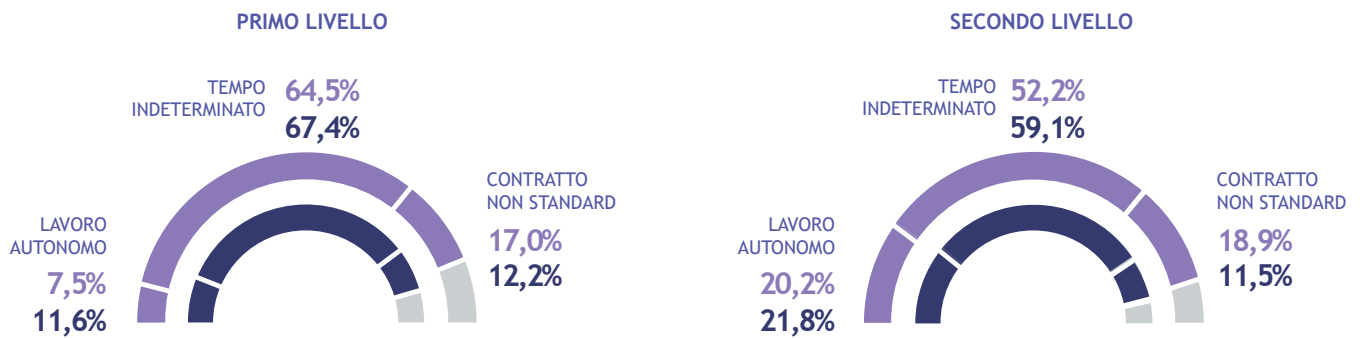 PRIMO LIVELLO
TEMPO
INDETERMINATO
64,5%
67,4%
CONTRATTO
NON STANDARD
17,0%
12,2%
LAVORO
AUTONOMO
7,5%
11,6%
SECONDO LIVELLO
TEMPO
INDETERMINATO
52,2%
59,1%
CONTRATTO
NON STANDARD
18,9%
11,5%
LAVORO
AUTONOMO
20,2%
21,8%